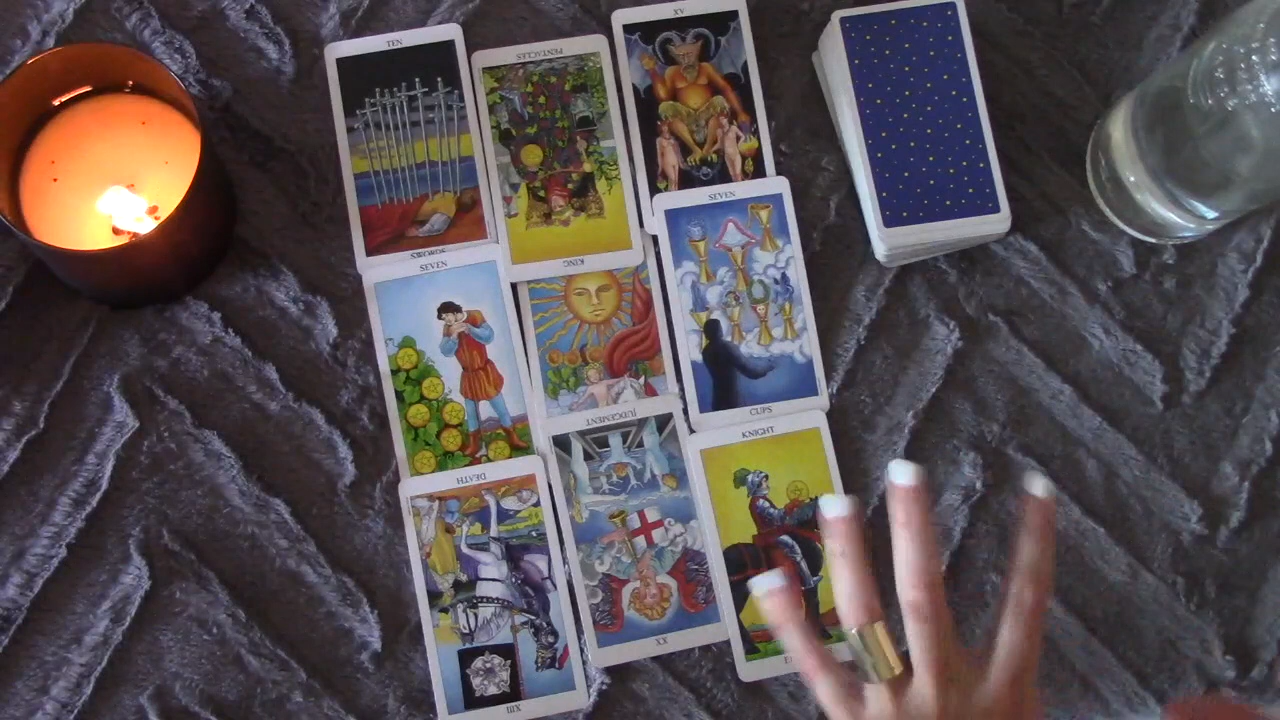 TEN
PENTACLES
XV
SWORDS
SEVEN
KING
SEVEN
CUPS
DEATH
JUDGEMENT
KNIGHT
XX
XIII